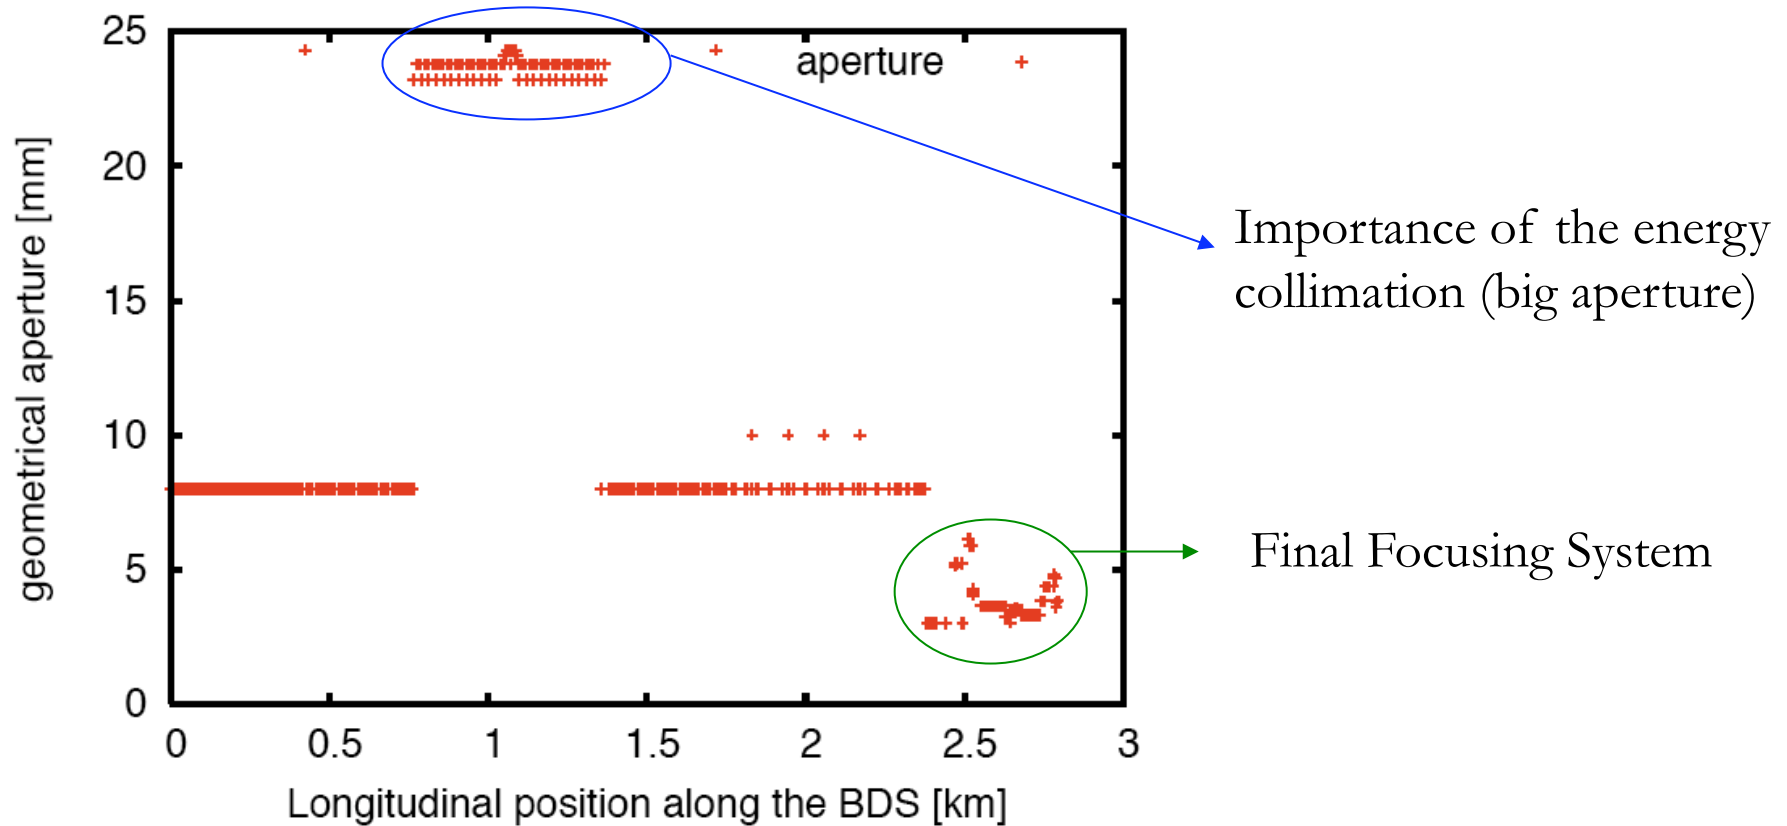 25
20
15
10
5
0
geometrical aperture [mm]
aperture
0 0.5 1 1.5 2 2.5 3
Longitudinal position along the BDS [km]
Importance of the energy
collimation (big aperture)
Final Focusing System